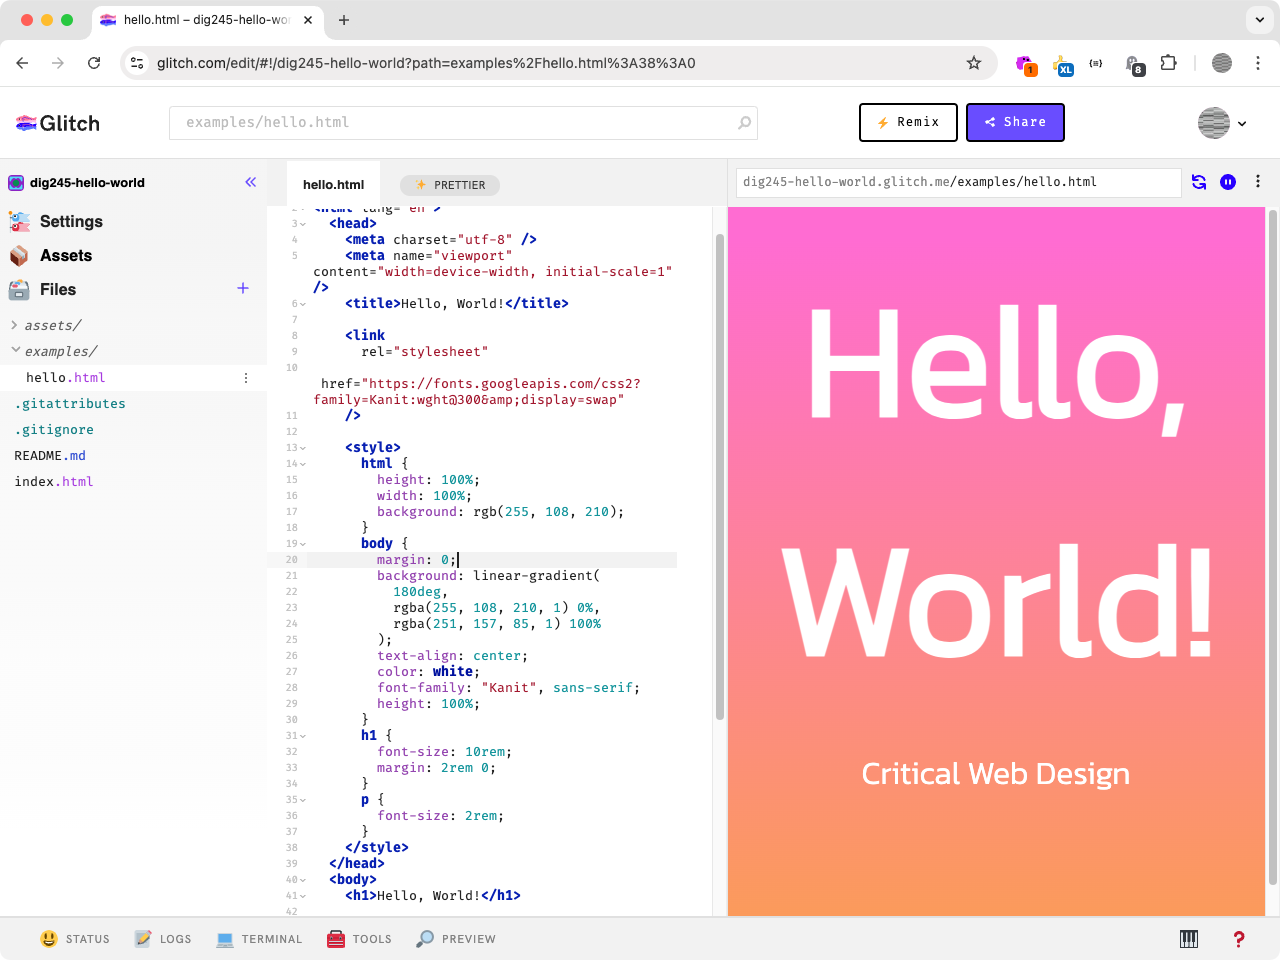 hello.html – dig245-hello-wo
glitch.com/edit/#!/dig245-hello-world?path=examples%2Fhello.html%3A38%3A0
1
XL
8
Glitch
examples/hello.html
Remix
Share
dig245-hello-world
Settings
Assets
Files
assets/
examples/
hello.html
.gitattributes
.gitignore
README.md
index.html
hello.html
PRETTIER
<html lang="en">
3 <head>
4 <meta charset="utf-8" />
5 <meta name="viewport"
content="width=device-width, initial-scale=1"
/>
6 <title>Hello, World!</title>
7
8 <link
9 rel="stylesheet"
10
href="https://fonts.googleapis.com/css2?
family=Kanit:wght@300&amp;display=swap"
11 />
12
13 <style>
14 html {
15 height: 100%;
16 width: 100%;
17 background: rgb(255, 108, 210);
18 }
19 body {
20 margin: 0;
21 background: linear-gradient(
22 180deg,
23 rgba(255, 108, 210, 1) 0%,
24 rgba(251, 157, 85, 1) 100%
25 );
26 text-align: center;
27 color: white;
28 font-family: "Kanit", sans-serif;
29 height: 100%;
30 }
31 h1 {
32 font-size: 10rem;
33 margin: 2rem 0;
34 }
35 p {
36 font-size: 2rem;
37 }
38 </style>
39 </head>
40 <body>
41 <h1>Hello, World!</h1>
42
dig245-hello-world.glitch.me/examples/hello.html
Hello,
World!
Critical Web Design
STATUS
LOGS
TERMINAL
TOOLS
PREVIEW
?